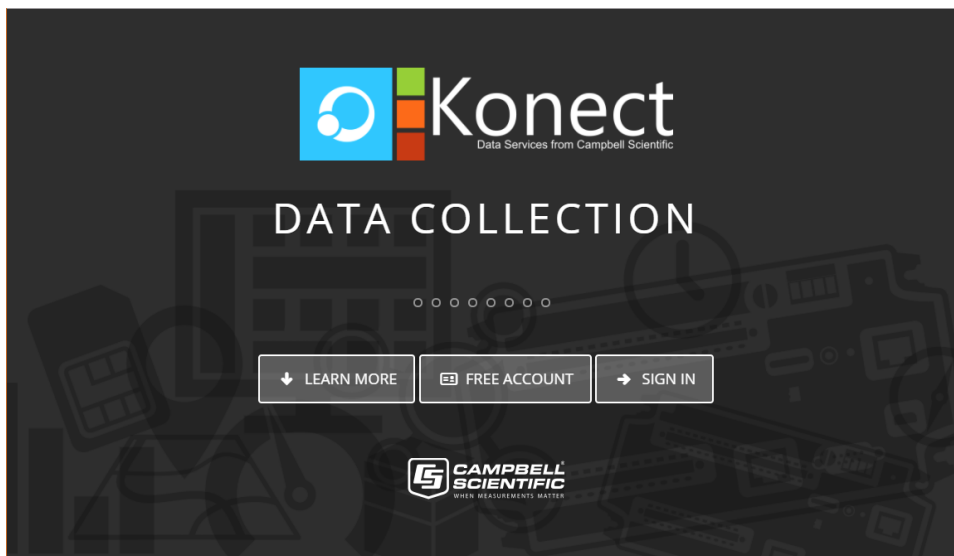 Konect
Data Services from Campbell Scientific
DATA COLLECTION
LEARN MORE
FREE ACCOUNT
SIGN IN
CAMPBELL
SCIENTIFIC
WHEN MEASUREMENTS MATTER